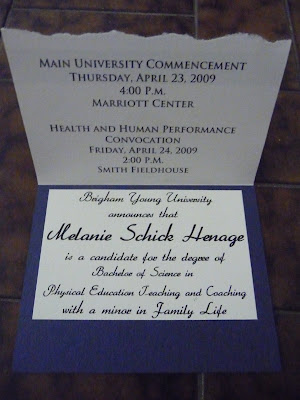 MAIN UNIVERSITY COMMENCEMENT
THURSDAY, APRIL 23, 2009
4:00 P.M.
MARRIOTT CENTER
HEALTH AND HUMAN PERFORMANCE
CONVOCATION
FRIDAY, APRIL 24, 2009
2:00 P.M.
SMITH FIELDHOUSE
Brigham Young University
announces that
Melanie Schick Henage
is a candidate for the degree of
Bachelor of Science in
Physical Education Teaching and Coaching
with a minor in Family Life